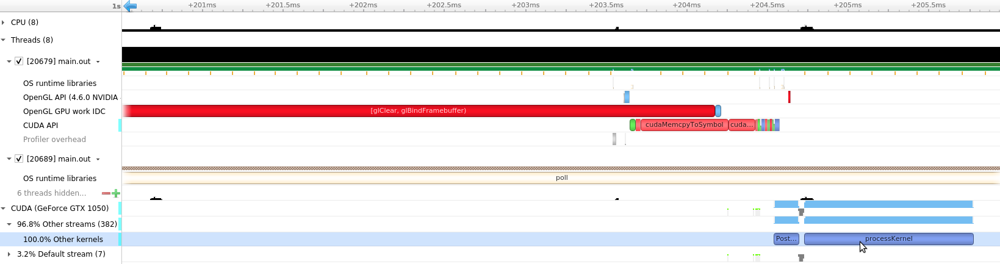 1s +201ms +201.5ms +202ms +202.5ms +203ms +203.5ms +204ms +204.5ms +205ms +205.5ms
CPU (8)
Threads (8)
[20679] main.out
OS runtime libraries
OpenGL API (4.6.0 NVIDIA
OpenGL GPU work IDC [glClear, glBindFramebuffer)
CUDA API cudaMemcpyToSymbol cuda...
Profiler overhead
[20689] main.out
OS runtime libraries poll
6 threads hidden...
CUDA (GeForce GTX 1050)
96.8% Other streams (382)
100.0% Other kernels Post... processKernel
3.2% Default stream (7)